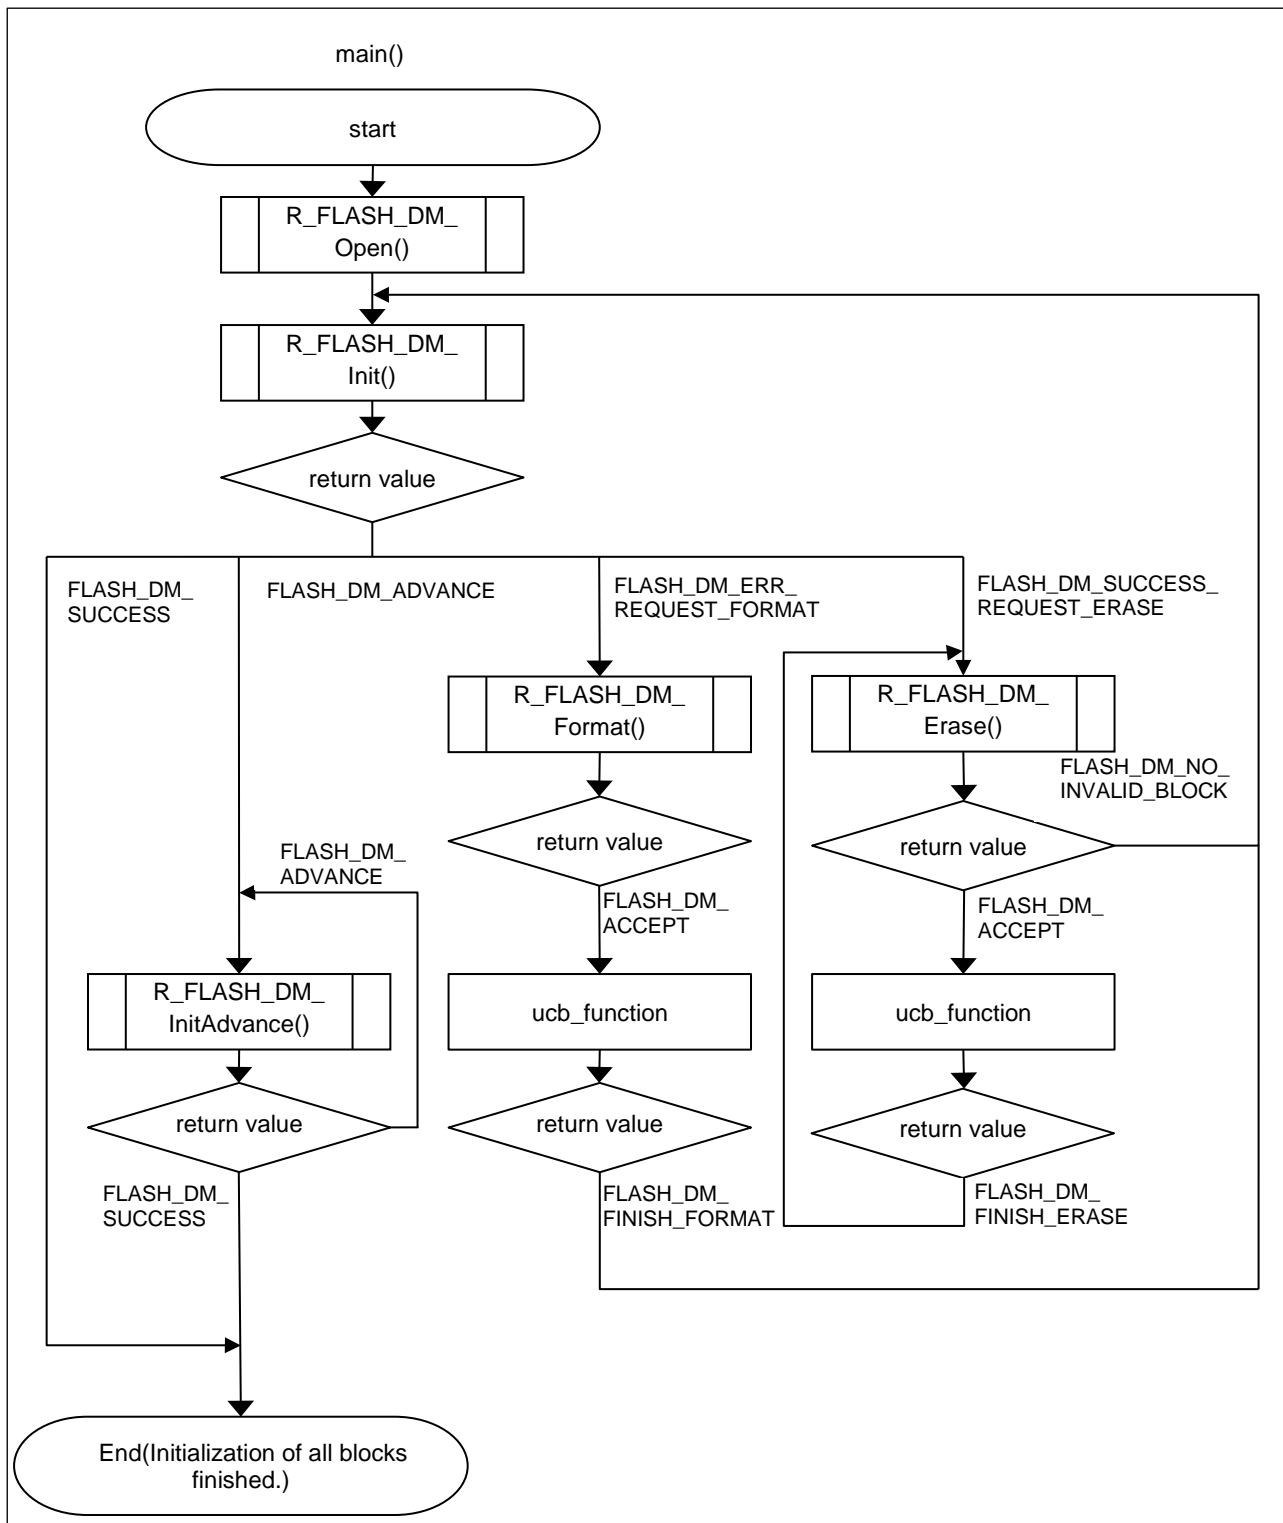 main()
start
R_FLASH_DM_
Open()
R_FLASH_DM_
Init()
return value
FLASH_DM_
SUCCESS
FLASH_DM_ADVANCE
FLASH_DM_ERR_
REQUEST_FORMAT
FLASH_DM_SUCCESS_
REQUEST_ERASE
R_FLASH_DM_
Format()
R_FLASH_DM_
Erase()
FLASH_DM_NO_
INVALID_BLOCK
return value
return value
FLASH_DM_
ADVANCE
FLASH_DM_
ACCEPT
FLASH_DM_
ACCEPT
R_FLASH_DM_
InitAdvance()
ucb_function
ucb_function
return value
return value
return value
FLASH_DM_
SUCCESS
FLASH_DM_
FINISH_FORMAT
FLASH_DM_
FINISH_ERASE
End(Initialization of all blocks
finished.)